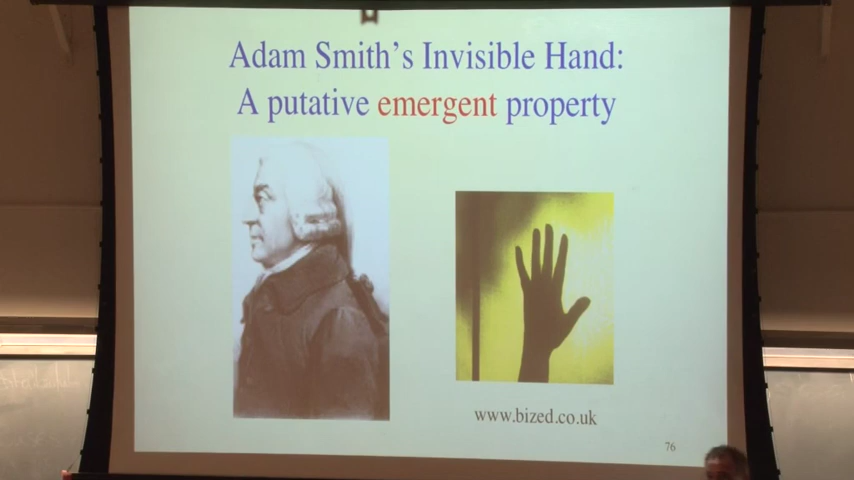 Adam Smith's Invisible Hand:
A putative emergent property
www.bized.co.uk
76